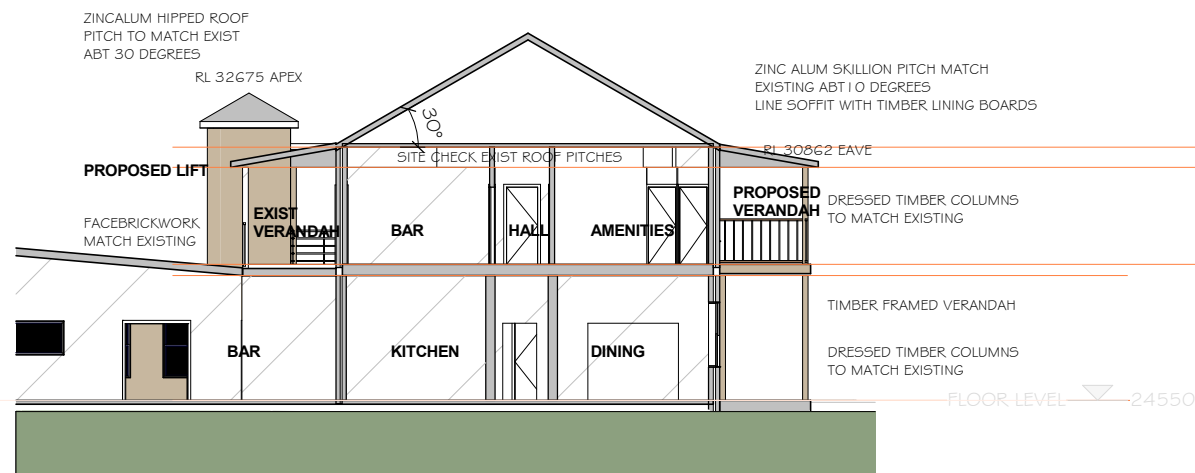 ZINCALUM HIPPED ROOF
PITCH TO MATCH EXIST
ABT 30 DEGREES
RL 32675 APEX
ZINC ALUM SKILLION PITCH MATCH
EXISTING ABT 10 DEGREES
LINE SOFFIT WITH TIMBER LINING BOARDS
30°
SITE CHECK EXIST ROOF PITCHES
RL 30862 EAVE
PROPOSED LIFT
PROPOSED
VERANDAH
DRESSED TIMBER COLUMNS
TO MATCH EXISTING
FACEBRICKWORK
MATCH EXISTING
EXIST
VERANDAH
BAR
HALL
AMENITIES
TIMBER FRAMED VERANDAH
BAR
KITCHEN
DINING
DRESSED TIMBER COLUMNS
TO MATCH EXISTING
FLOOR LEVEL 24550